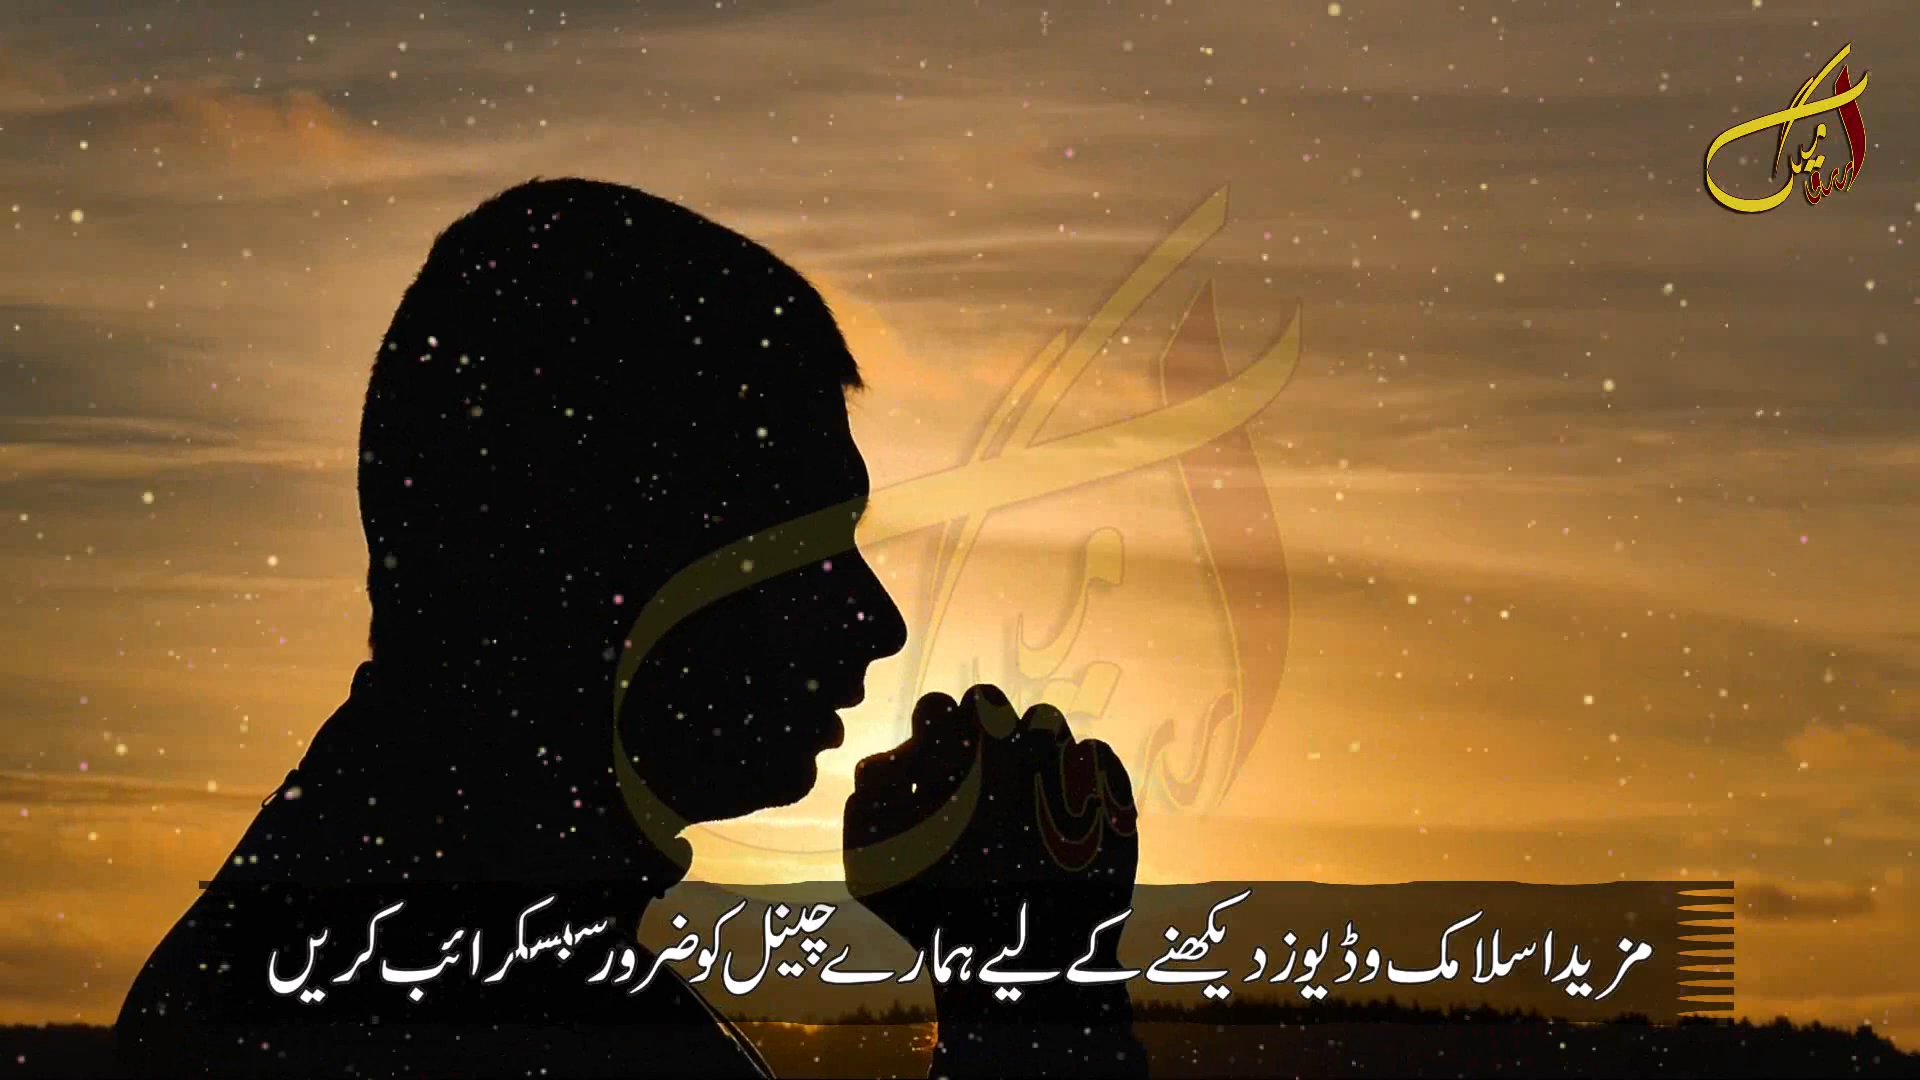 مزید اسلامک وڈیوز دیکھنے کے لیے ہمارے چینل کو ضرور سبسکرائب کریں